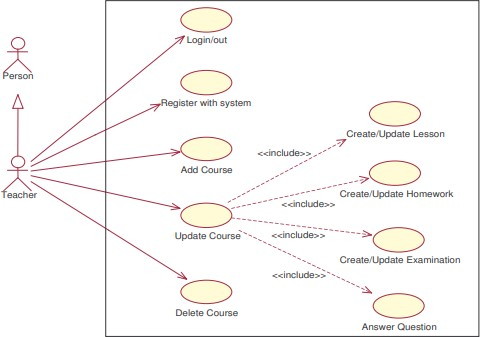 Login/out
Person
Register with system
Create/Update Lesson
<<include>>
Add Course
Teacher
Create/Update Homework
<<include>>
Update Course
<<include>>
Create/Update Examination
<<include>>
Delete Course
Answer Question